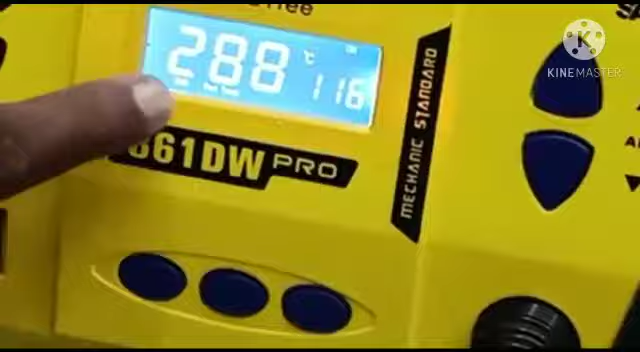 288 °C 116
861DW PRO
MECHANIC STANDARD
KINEMASTER